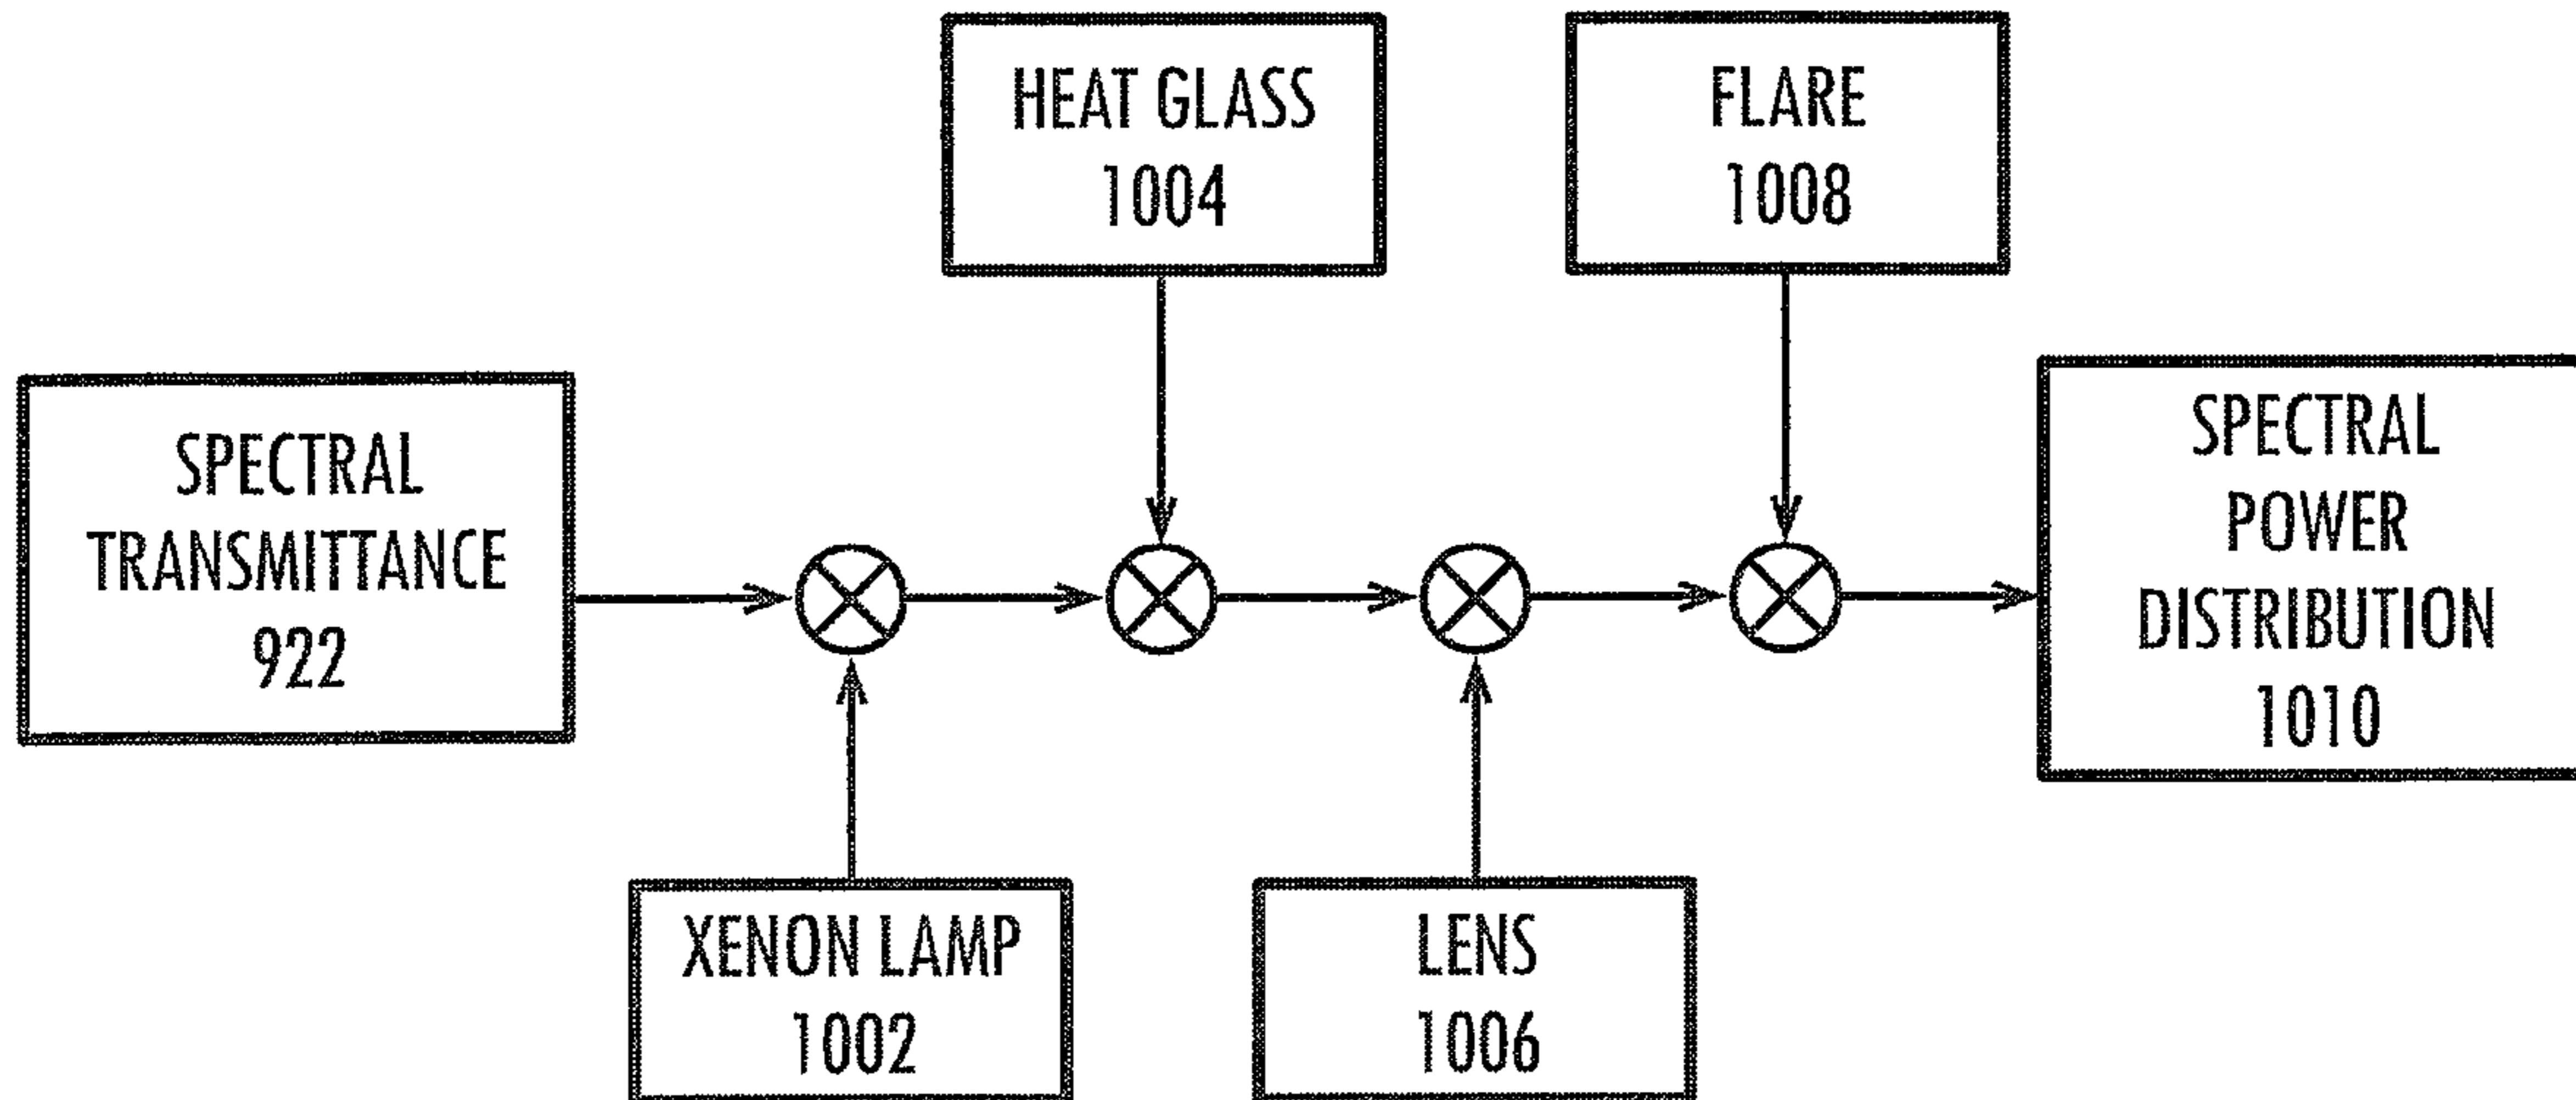 HEAT GLASS
1004
FLARE
1008
SPECTRAL
TRANSMITTANCE
922
SPECTRAL
POWER
DISTRIBUTION
1010
XENON LAMP
1002
LENS
1006